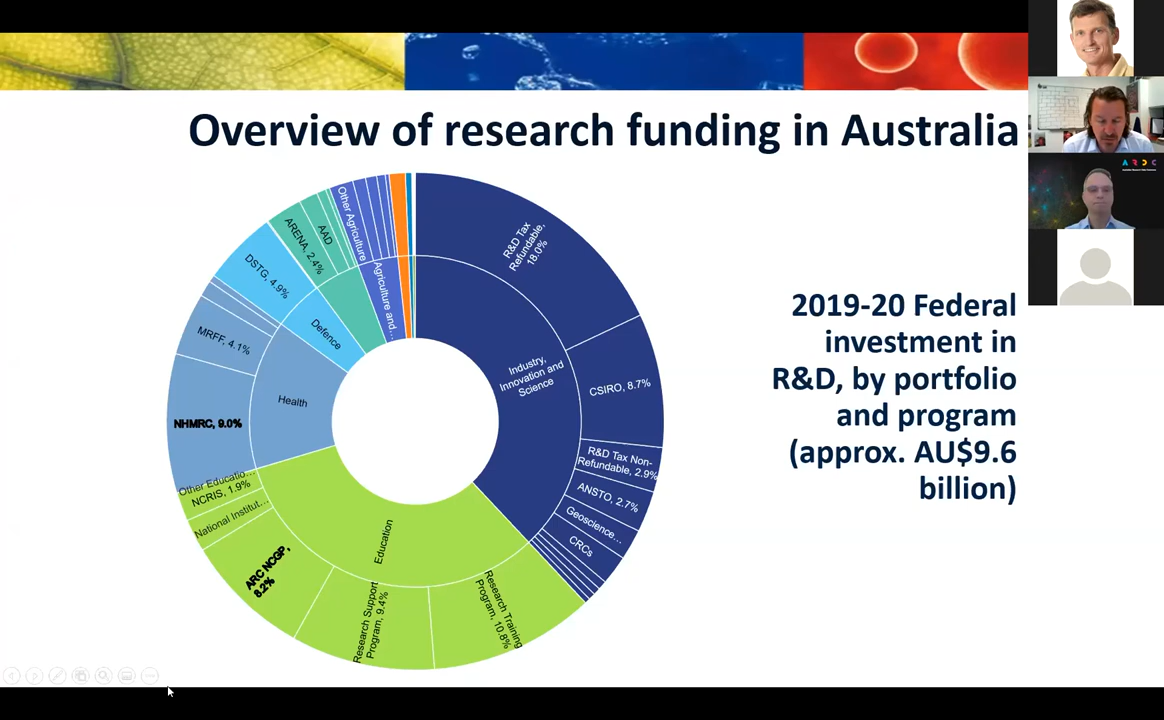 Overview of research funding in Australia
2019-20 Federal
investment in
R&D, by portfolio
and program
(approx. AU$9.6
billion)
R&D Tax
Refundable,
18.0%
CSIRO, 8.7%
R&D Tax Non-
Refundable, 2.9%
ANSTO, 2.7%
Geoscience...
CRCs
Industry,
Innovation and
Science
Research Training
Program, 10.8%
Research Support
Program, 9.4%
ARC NCGP,
8.2%
National Institut...
NCRIS, 1.9%
Other Educatio...
Education
NHMRC, 9.0%
MRFF, 4.1%
Health
DSTG, 4.9%
Defence
ARENA, 2.4%
AAD
Other Agriculture
Agriculture and...
ARDC